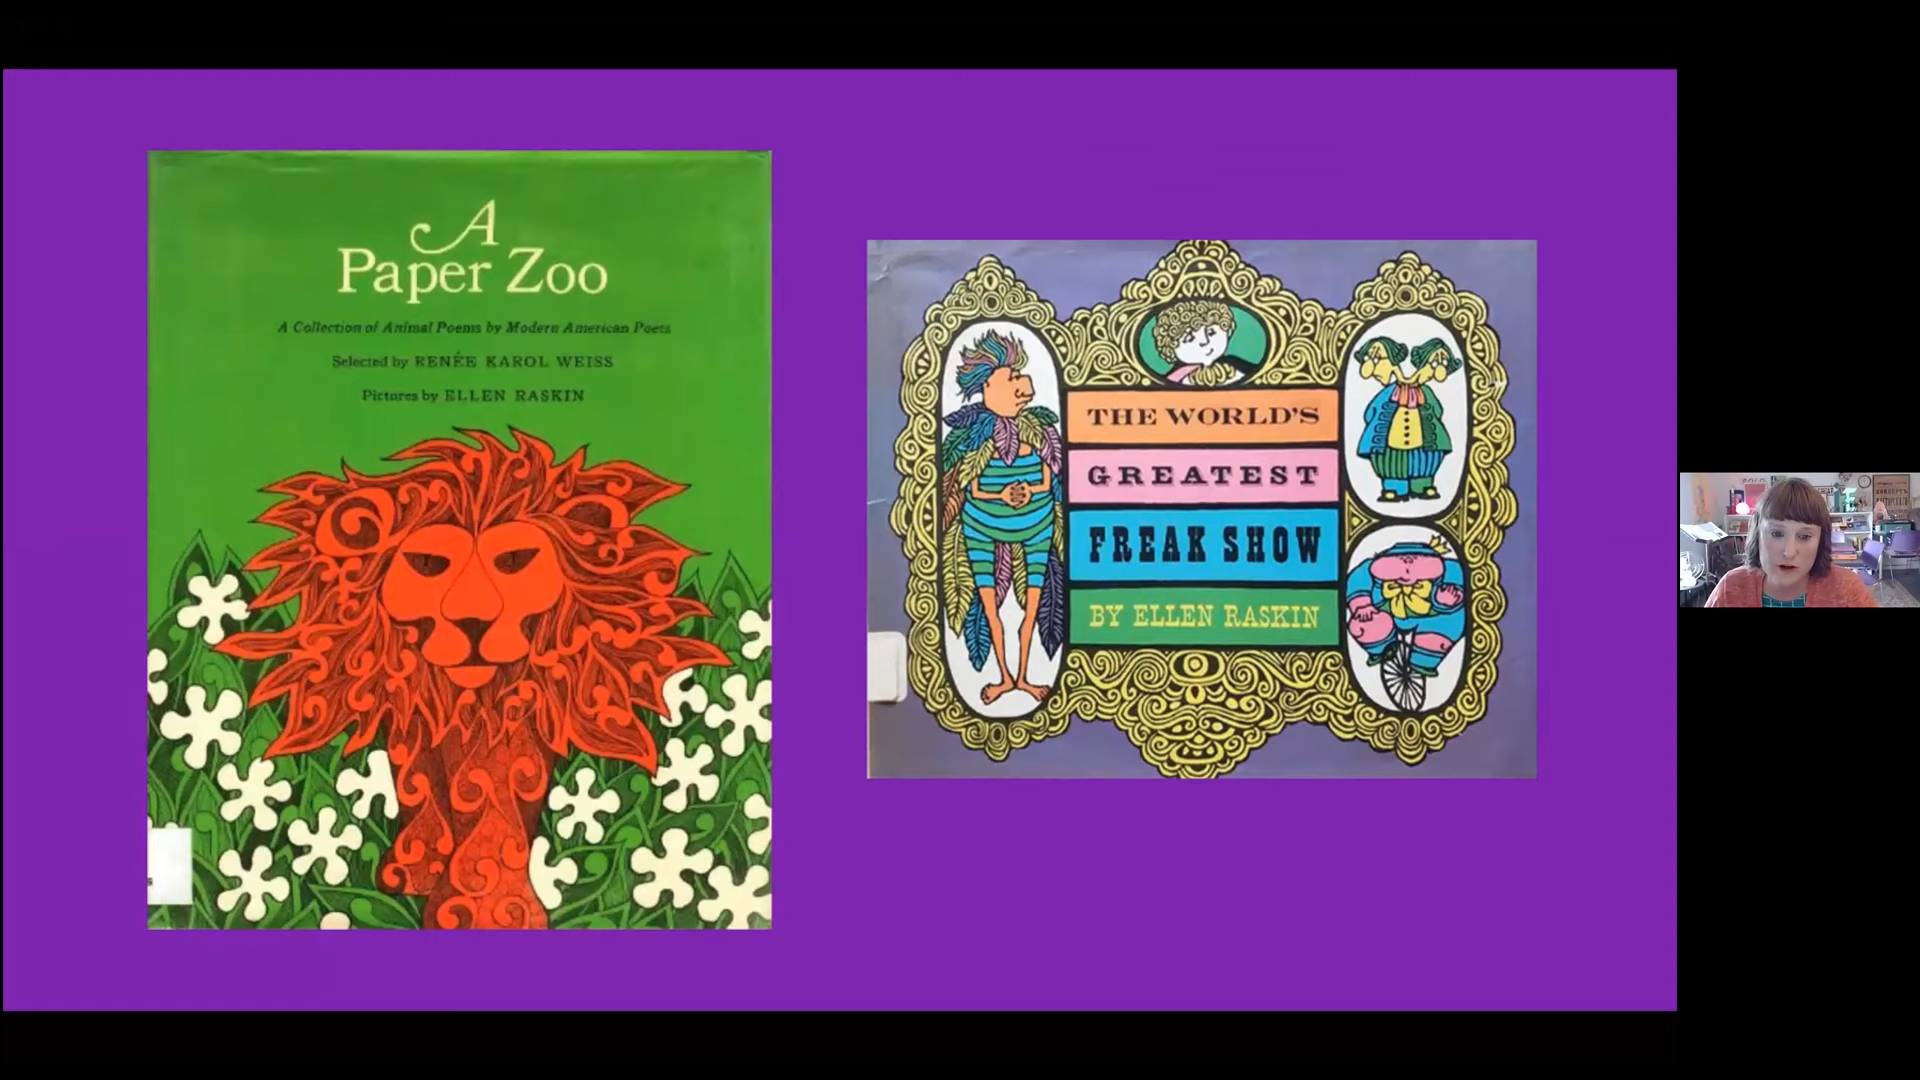 A
Paper Zoo
A Collection of Animal Poems by Modern American Poets
Selected by RENÉE KAROL WEISS
Pictures by ELLEN RASKIN
s
THE WORLD'S
GREATEST
FREAK SHOW
BY ELLEN RASKIN